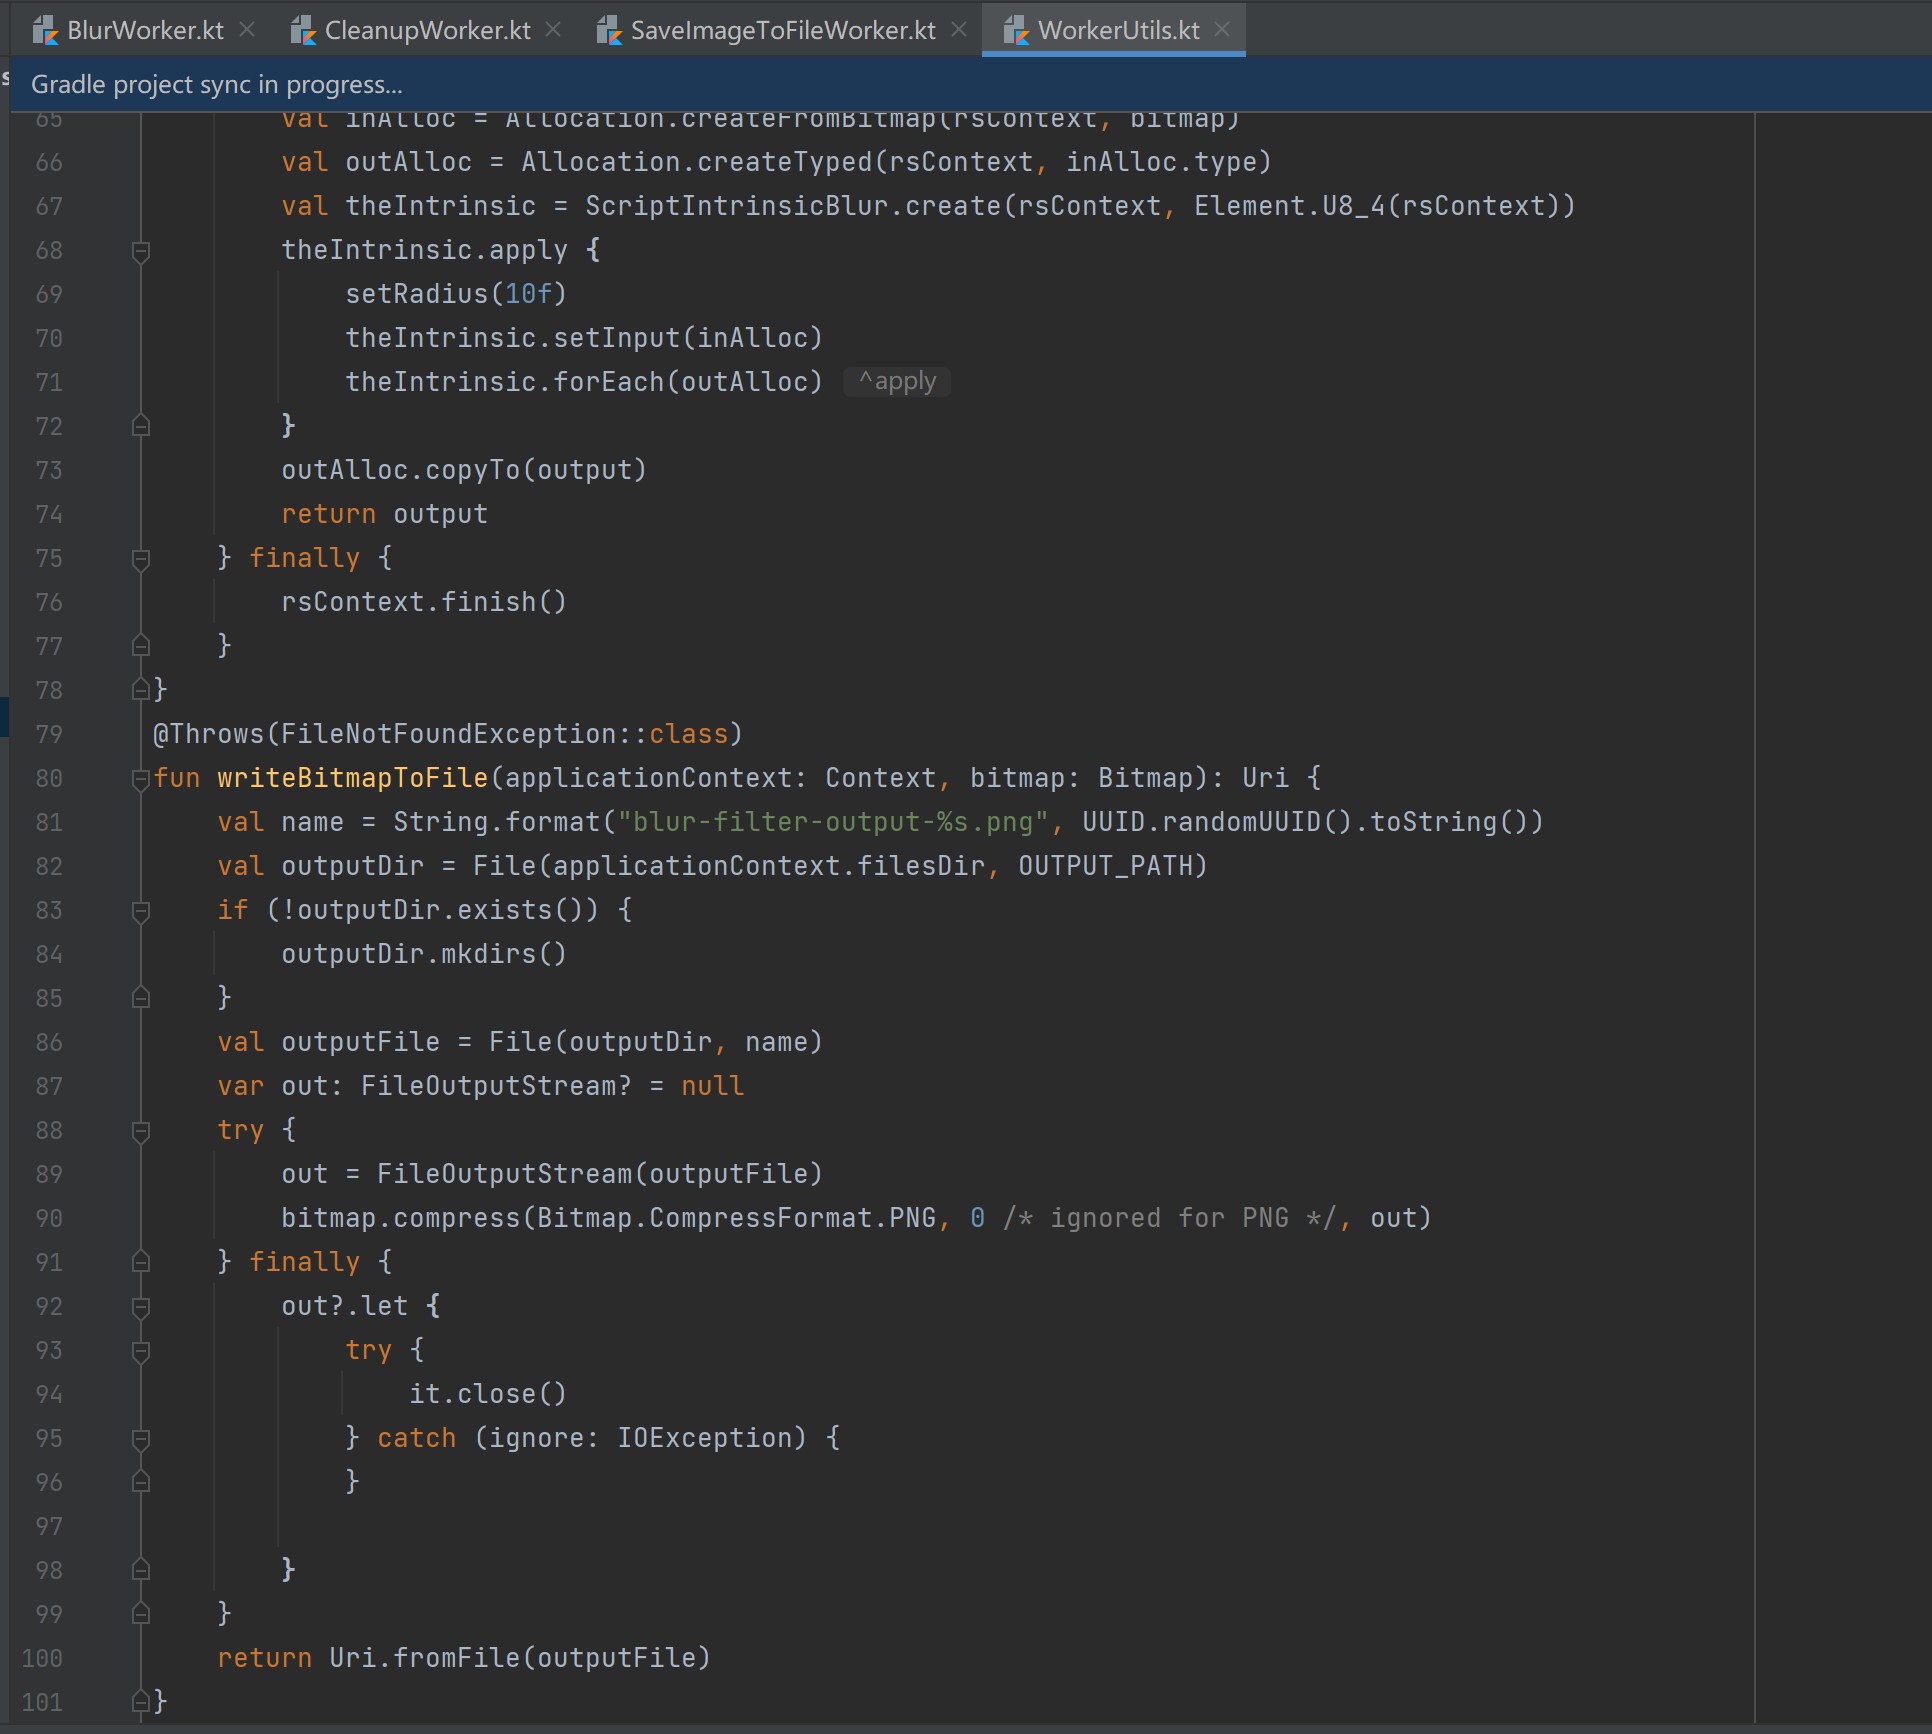 BlurWorker.kt CleanupWorker.kt SaveImageToFileWorker.kt WorkerUtils.kt
Gradle project sync in progress...
65 val inAlloc = Allocation.createFromBitmap(rsContext, bitmap)
66 val outAlloc = Allocation.createTyped(rsContext, inAlloc.type)
67 val theIntrinsic = ScriptIntrinsicBlur.create(rsContext, Element.U8_4(rsContext))
68 theIntrinsic.apply {
69 setRadius(10f)
70 theIntrinsic.setInput(inAlloc)
71 theIntrinsic.forEach(outAlloc) ^apply
72 }
73 outAlloc.copyTo(output)
74 return output
75 } finally {
76 rsContext.finish()
77 }
78 }
79 @Throws(FileNotFoundException::class)
80 fun writeBitmapToFile(applicationContext: Context, bitmap: Bitmap): Uri {
81 val name = String.format("blur-filter-output-%s.png", UUID.randomUUID().toString())
82 val outputDir = File(applicationContext.filesDir, OUTPUT_PATH)
83 if (!outputDir.exists()) {
84 outputDir.mkdirs()
85 }
86 val outputFile = File(outputDir, name)
87 var out: FileOutputStream? = null
88 try {
89 out = FileOutputStream(outputFile)
90 bitmap.compress(Bitmap.CompressFormat.PNG, 0 /* ignored for PNG */, out)
91 } finally {
92 out?.let {
93 try {
94 it.close()
95 } catch (ignore: IOException) {
96 }
97
98 }
99 }
100 return Uri.fromFile(outputFile)
101 }